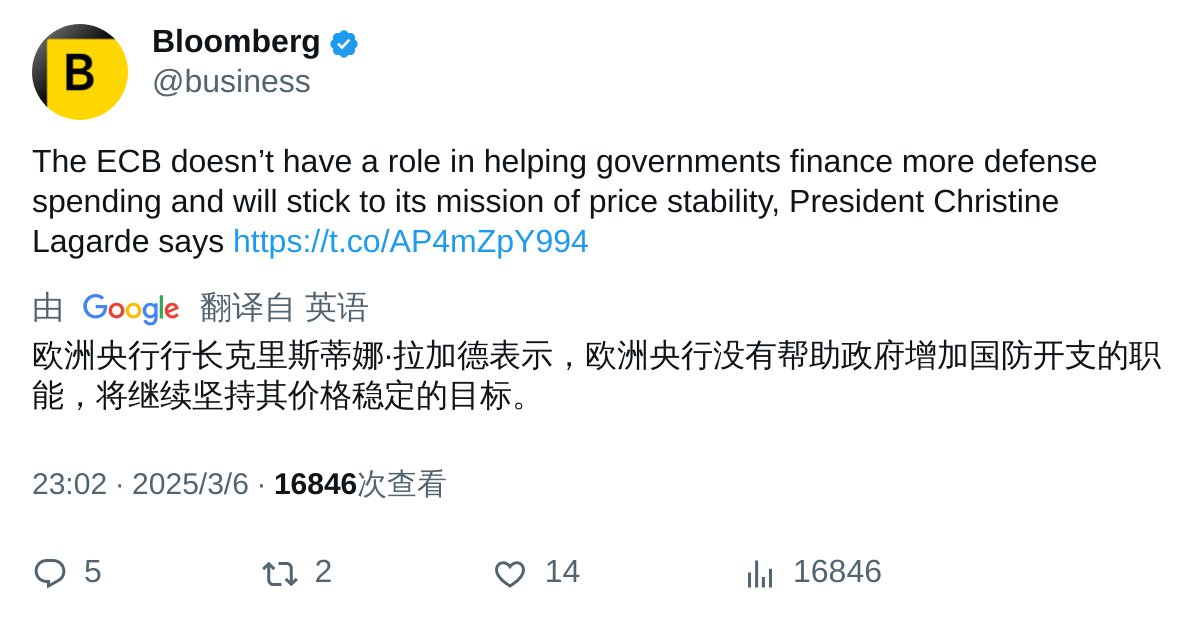 B
Bloomberg
@business
The ECB doesn’t have a role in helping governments finance more defense
spending and will stick to its mission of price stability, President Christine
Lagarde says https://t.co/AP4mZpY994
由 Google 翻译自 英语
欧洲央行行长克里斯蒂娜·拉加德表示，欧洲央行没有帮助政府增加国防开支的职
能，将继续坚持其价格稳定的目标。
23:02 · 2025/3/6 · 16846次查看
5 2 14 16846